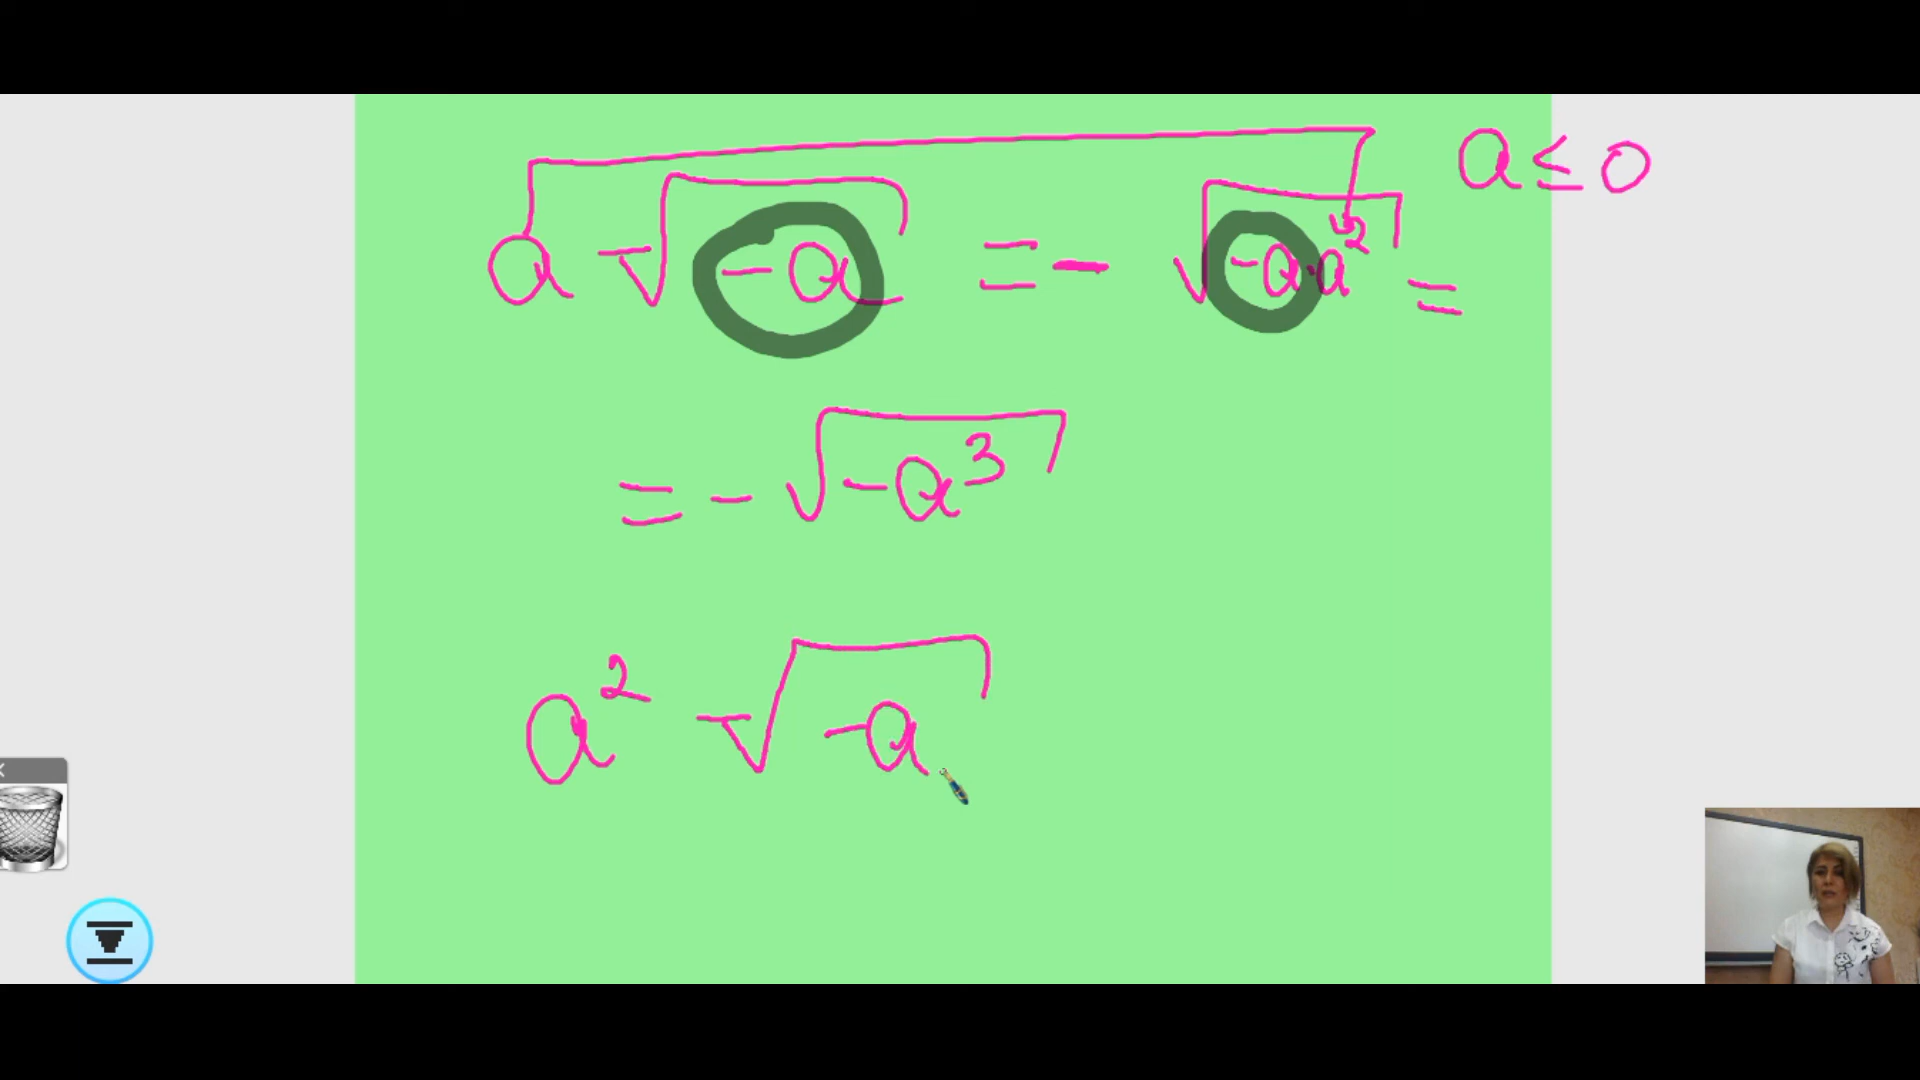 a √-a = - √-a·a² = a ≤ 0
= - √-a³
a² √-a